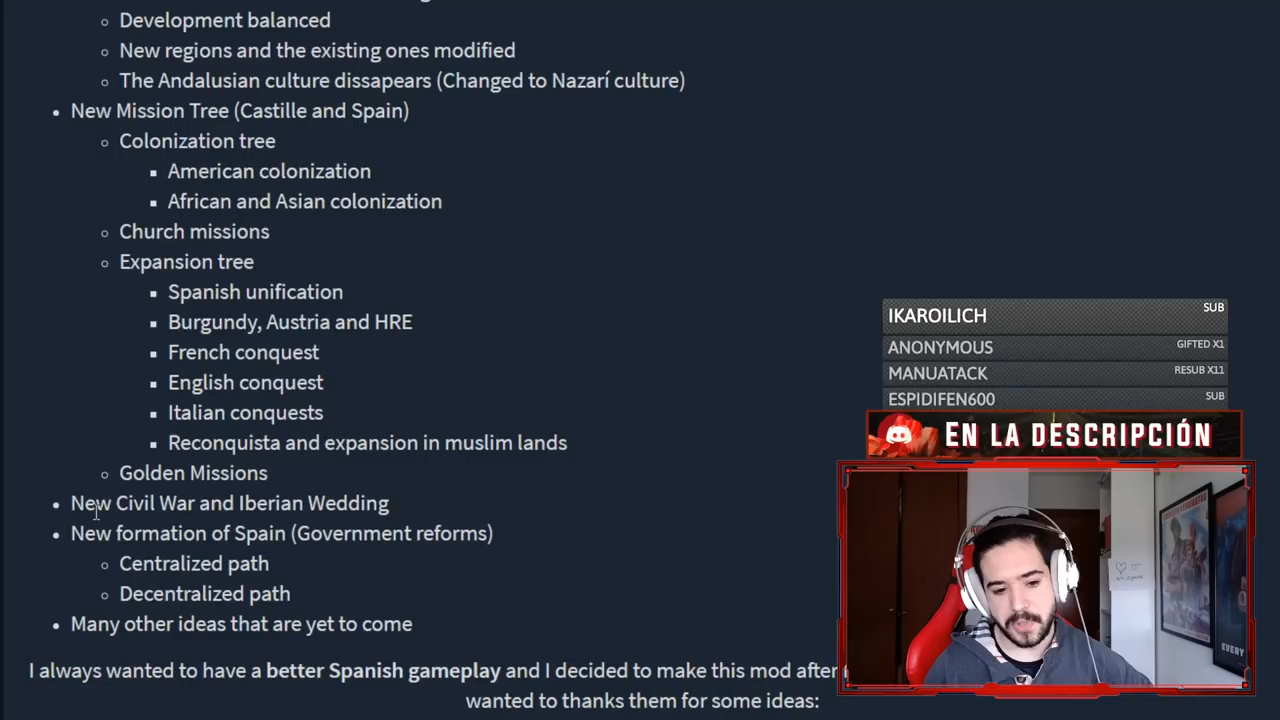 Development balanced
New regions and the existing ones modified
The Andalusian culture dissapears (Changed to Nazarí culture)
New Mission Tree (Castille and Spain)
Colonization tree
American colonization
African and Asian colonization
Church missions
Expansion tree
Spanish unification
Burgundy, Austria and HRE
French conquest
English conquest
Italian conquests
Reconquista and expansion in muslim lands
Golden Missions
New Civil War and Iberian Wedding
New formation of Spain (Government reforms)
Centralized path
Decentralized path
Many other ideas that are yet to come
I always wanted to have a better Spanish gameplay and I decided to make this mod after
wanted to thanks them for some ideas:
IKAROILICH SUB
ANONYMOUS GIFTED X1
MANUATACK RESUB X11
ESPIDIFEN600 SUB
EN LA DESCRIPCIÓN
EVERY